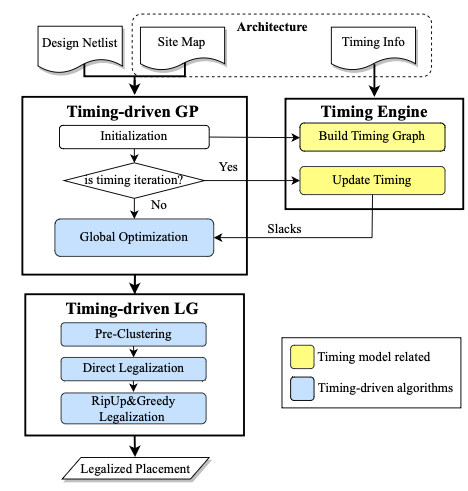 Architecture
Design Netlist
Site Map
Timing Info
Timing-driven GP
Initialization
is timing iteration?
Yes
No
Global Optimization
Timing Engine
Build Timing Graph
Update Timing
Slacks
Timing-driven LG
Pre-Clustering
Direct Legalization
RipUp&Greedy
Legalization
Legalized Placement
Timing model related
Timing-driven algorithms